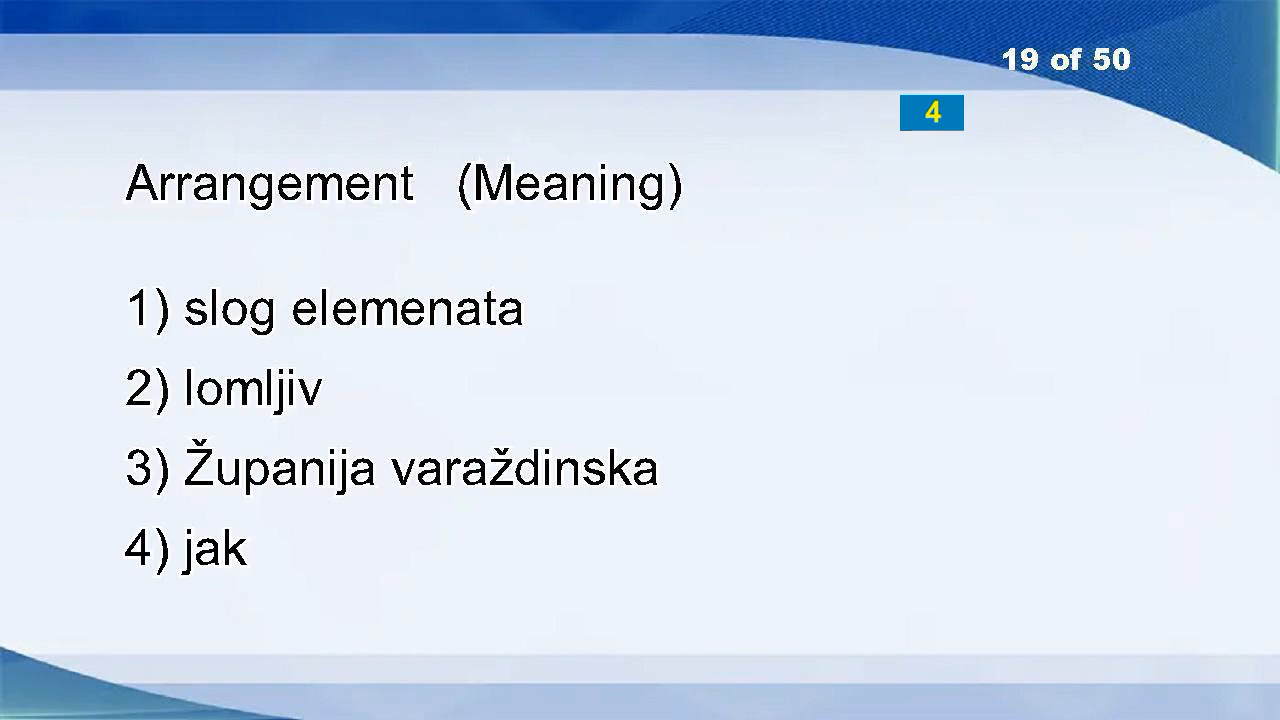 19 of 50
4
Arrangement (Meaning)
1) slog elemenata
2) lomljiv
3) Županija varaždinska
4) jak